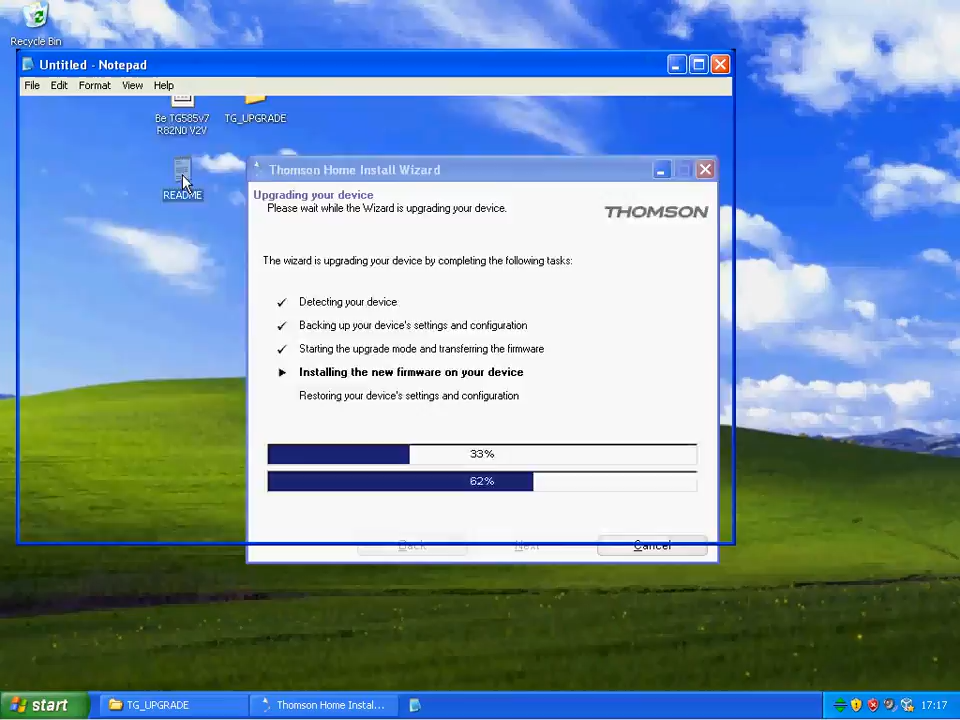 Recycle Bin
Untitled - Notepad
File Edit Format View Help
Be TG585v7
R82N0 V2V
TG_UPGRADE
README
Thomson Home Install Wizard
Upgrading your device
Please wait while the Wizard is upgrading your device.
THOMSON
The wizard is upgrading your device by completing the following tasks:
Detecting your device
Backing up your device's settings and configuration
Starting the upgrade mode and transferring the firmware
Installing the new firmware on your device
Restoring your device's settings and configuration
33%
62%
Back Next Cancel
start TG_UPGRADE Thomson Home Instal... 17:17